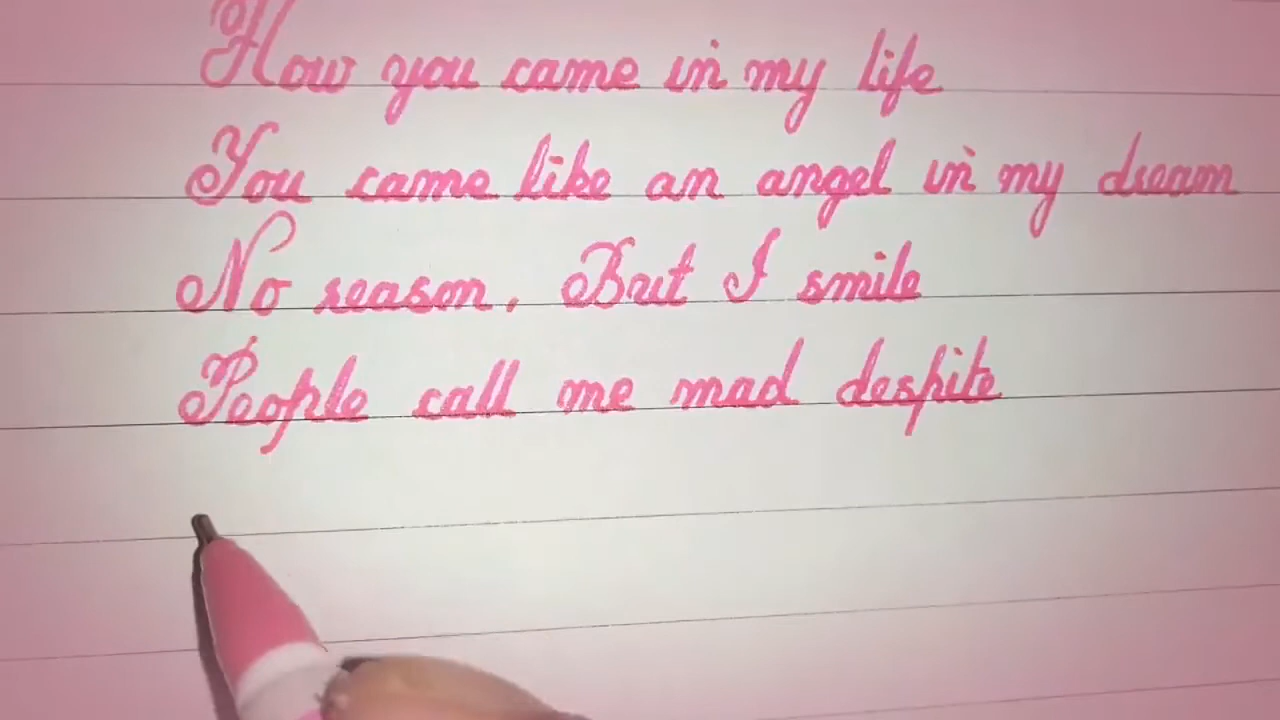 How you came in my life
You came like an angel in my dream
No reason, But I smile
People call me mad despite